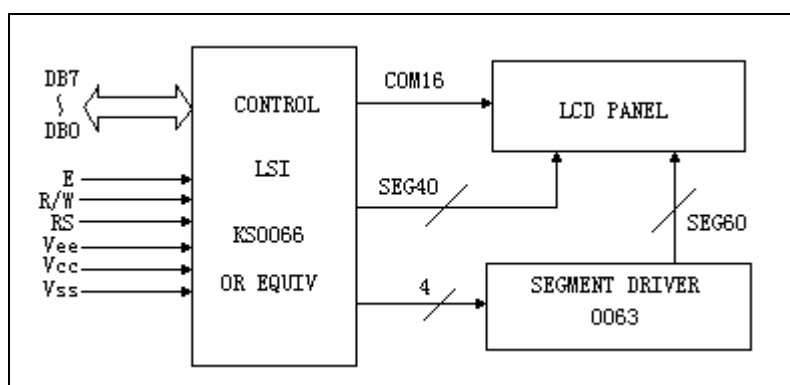 DB7
~
DB0
E
R/W
RS
Vee
Vcc
Vss
CONTROL
LSI
KS0066
OR EQUIV
COM16
SEG40
4
LCD PANEL
SEG60
SEGMENT DRIVER
0063